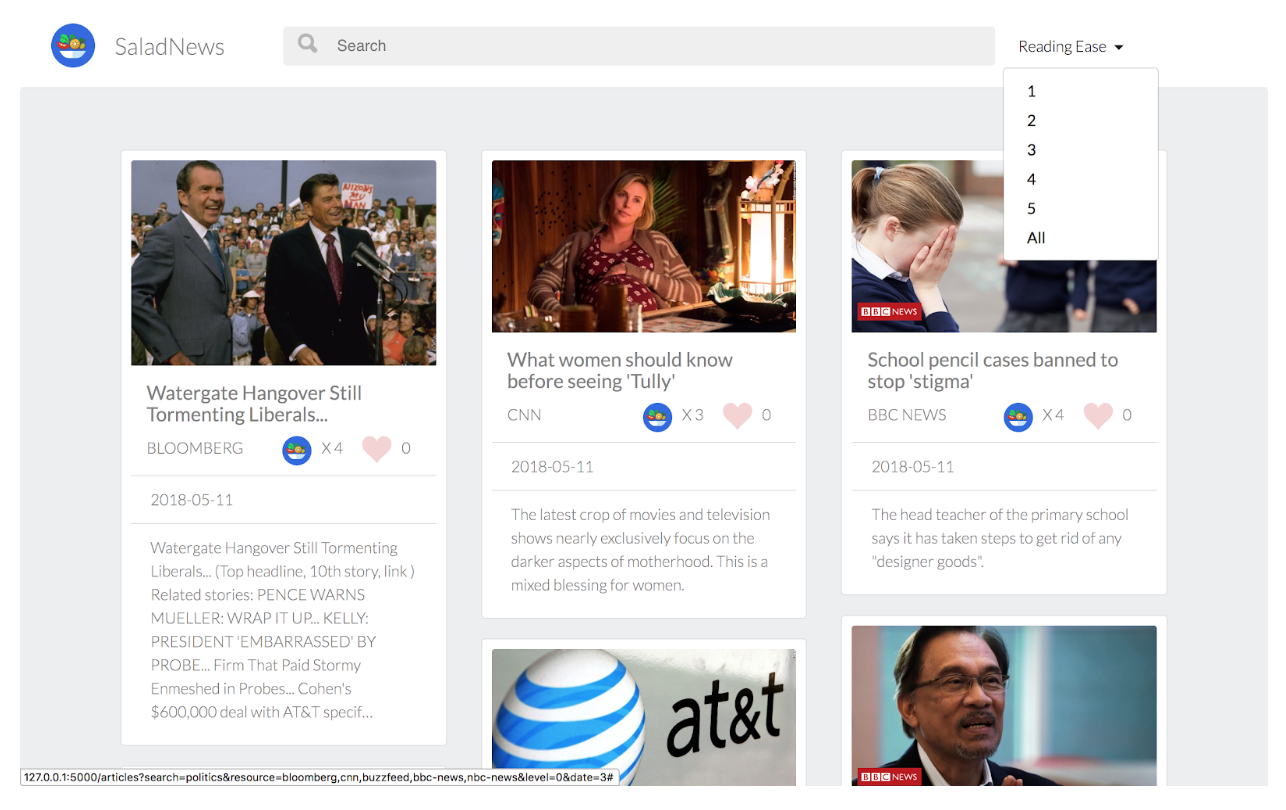 SaladNews
Search
Reading Ease
1
2
3
4
5
All
NIXON'S
MY
MAN
Watergate Hangover Still
Tormenting Liberals...
BLOOMBERG
X 4
0
2018-05-11
Watergate Hangover Still Tormenting
Liberals... (Top headline, 10th story, link )
Related stories: PENCE WARNS
MUELLER: WRAP IT UP... KELLY:
PRESIDENT 'EMBARRASSED' BY
PROBE... Firm That Paid Stormy
Enmeshed in Probes... Cohen's
$600,000 deal with AT&T specif...
What women should know
before seeing 'Tully'
CNN
X 3
0
2018-05-11
The latest crop of movies and television
shows nearly exclusively focus on the
darker aspects of motherhood. This is a
mixed blessing for women.
at&t
BBC NEWS
School pencil cases banned to
stop 'stigma'
BBC NEWS
X 4
0
2018-05-11
The head teacher of the primary school
says it has taken steps to get rid of any
"designer goods".
BBC NEWS
127.0.0.1:5000/articles?search=politics&resource=bloomberg,cnn,buzzfeed,bbc-news,nbc-news&level=0&date=3#